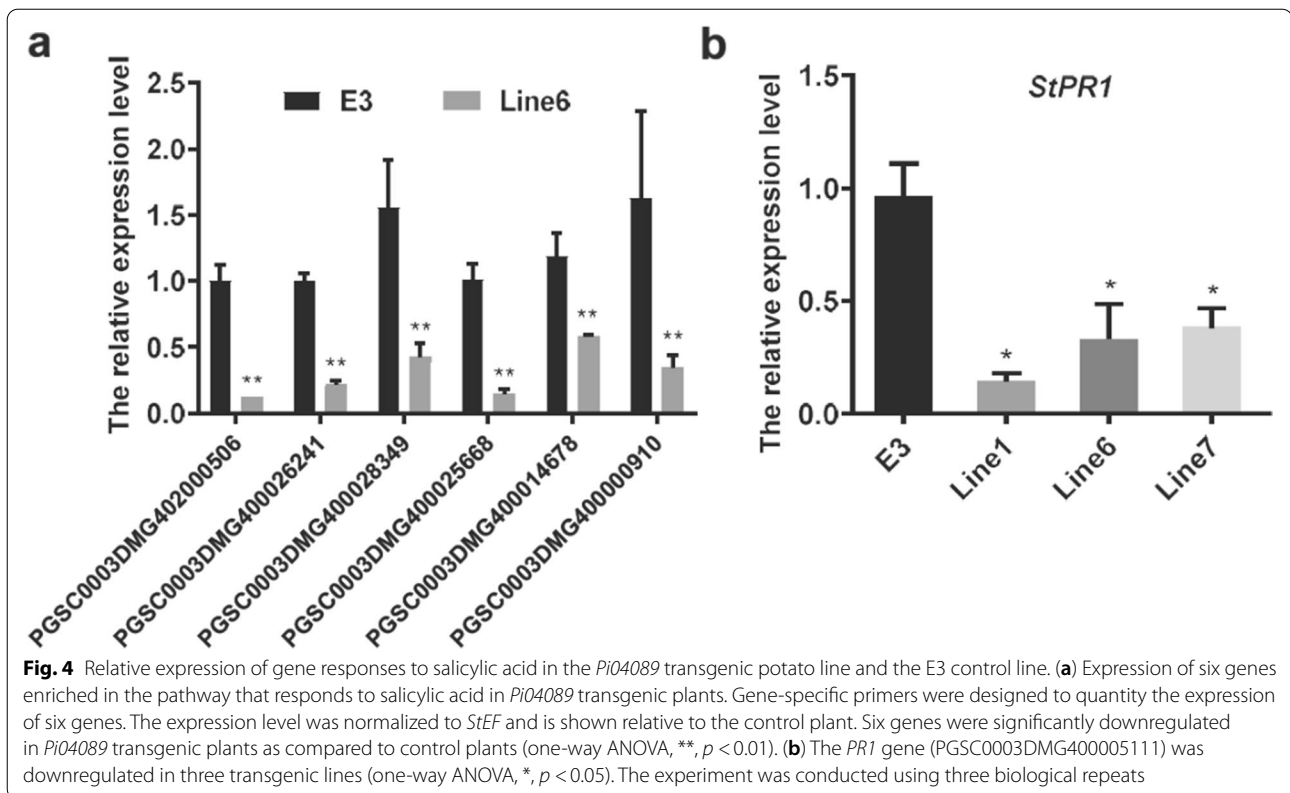 a
The relative expression level
2.5
2.0
1.5
1.0
0.5
0.0
E3
Line6
**
**
**
**
**
**
PGSC0003DMG402000506
PGSC0003DMG400026241
PGSC0003DMG400028349
PGSC0003DMG400025668
PGSC0003DMG400014678
PGSC0003DMG400000910
b
The relative expression level
1.5
1.0
0.5
0.0
StPR1
*
*
*
E3
Line1
Line6
Line7
Fig. 4 Relative expression of gene responses to salicylic acid in the Pi04089 transgenic potato line and the E3 control line. (a) Expression of six genes
enriched in the pathway that responds to salicylic acid in Pi04089 transgenic plants. Gene-specific primers were designed to quantity the expression
of six genes. The expression level was normalized to StEF and is shown relative to the control plant. Six genes were significantly downregulated
in Pi04089 transgenic plants as compared to control plants (one-way ANOVA, **, p < 0.01). (b) The PR1 gene (PGSC0003DMG400005111) was
downregulated in three transgenic lines (one-way ANOVA, *, p < 0.05). The experiment was conducted using three biological repeats